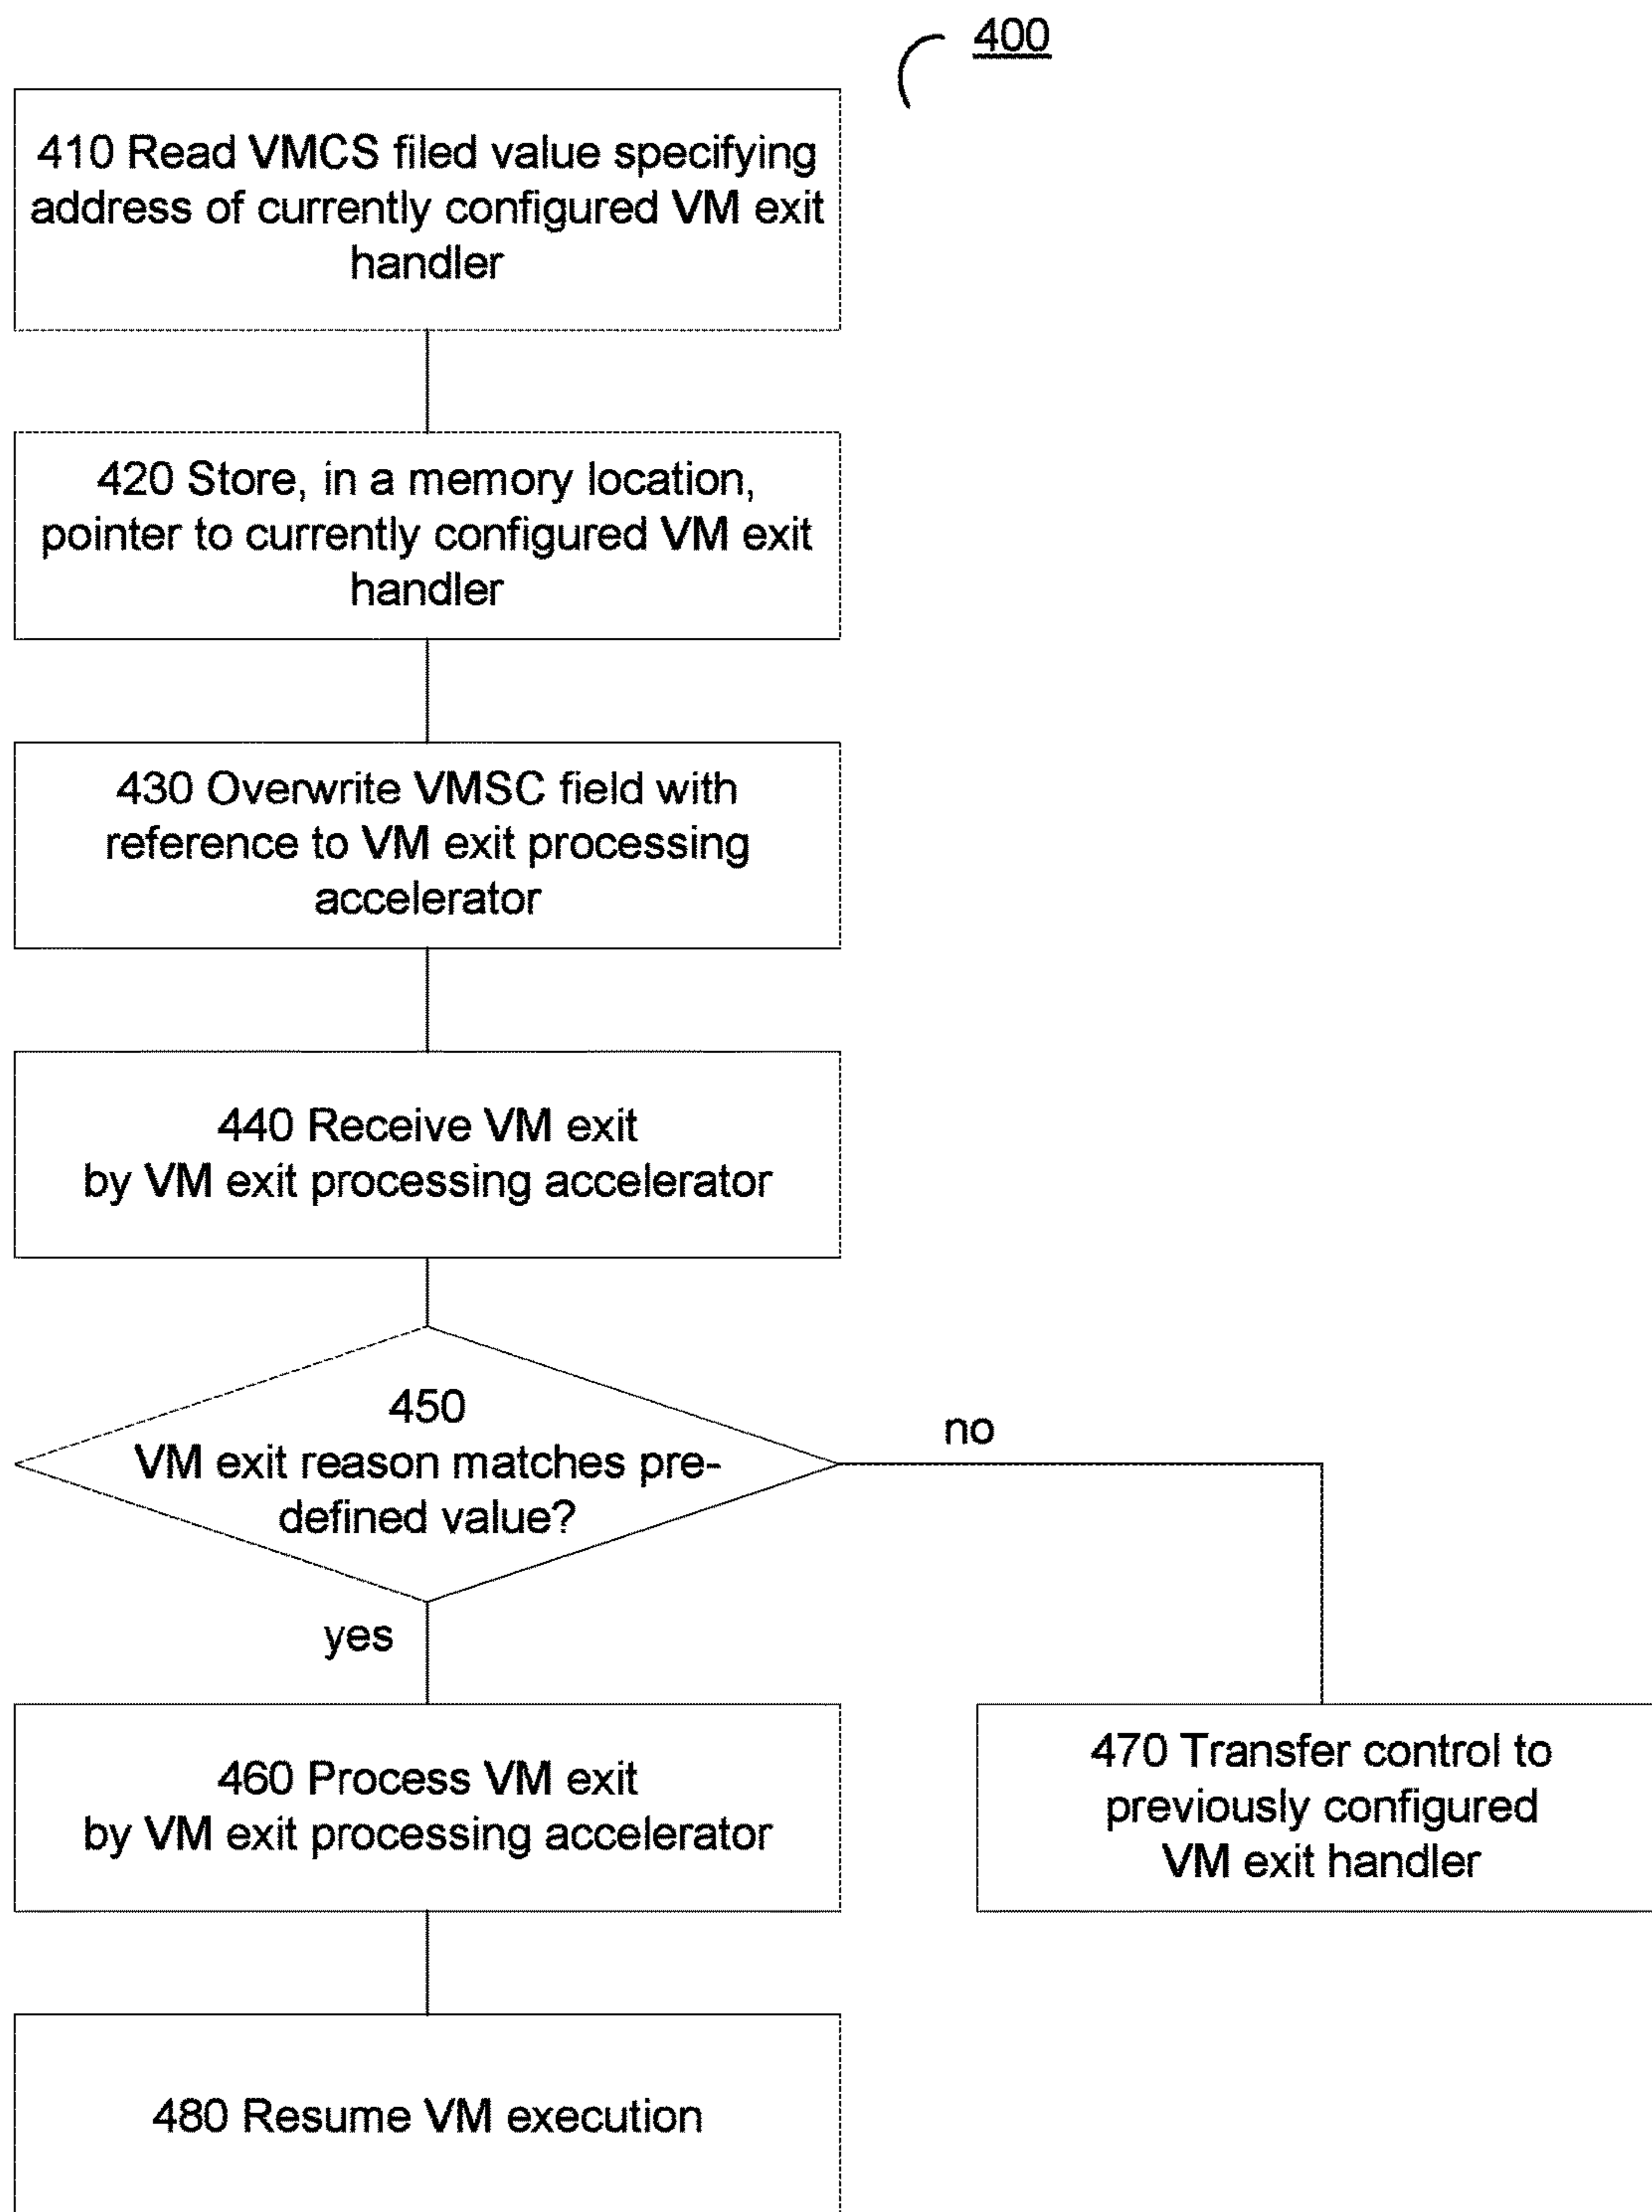 400
410 Read VMCS filed value specifying
address of currently configured VM exit
handler
420 Store, in a memory location,
pointer to currently configured VM exit
handler
430 Overwrite VMSC field with
reference to VM exit processing
accelerator
440 Receive VM exit
by VM exit processing accelerator
450
VM exit reason matches pre-
defined value?
no
yes
460 Process VM exit
by VM exit processing accelerator
470 Transfer control to
previously configured
VM exit handler
480 Resume VM execution